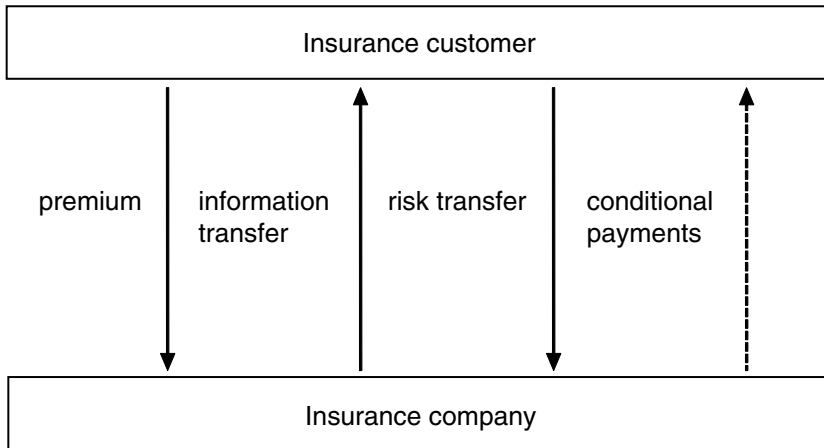 Insurance customer
premium
information
transfer
risk transfer
conditional
payments
Insurance company